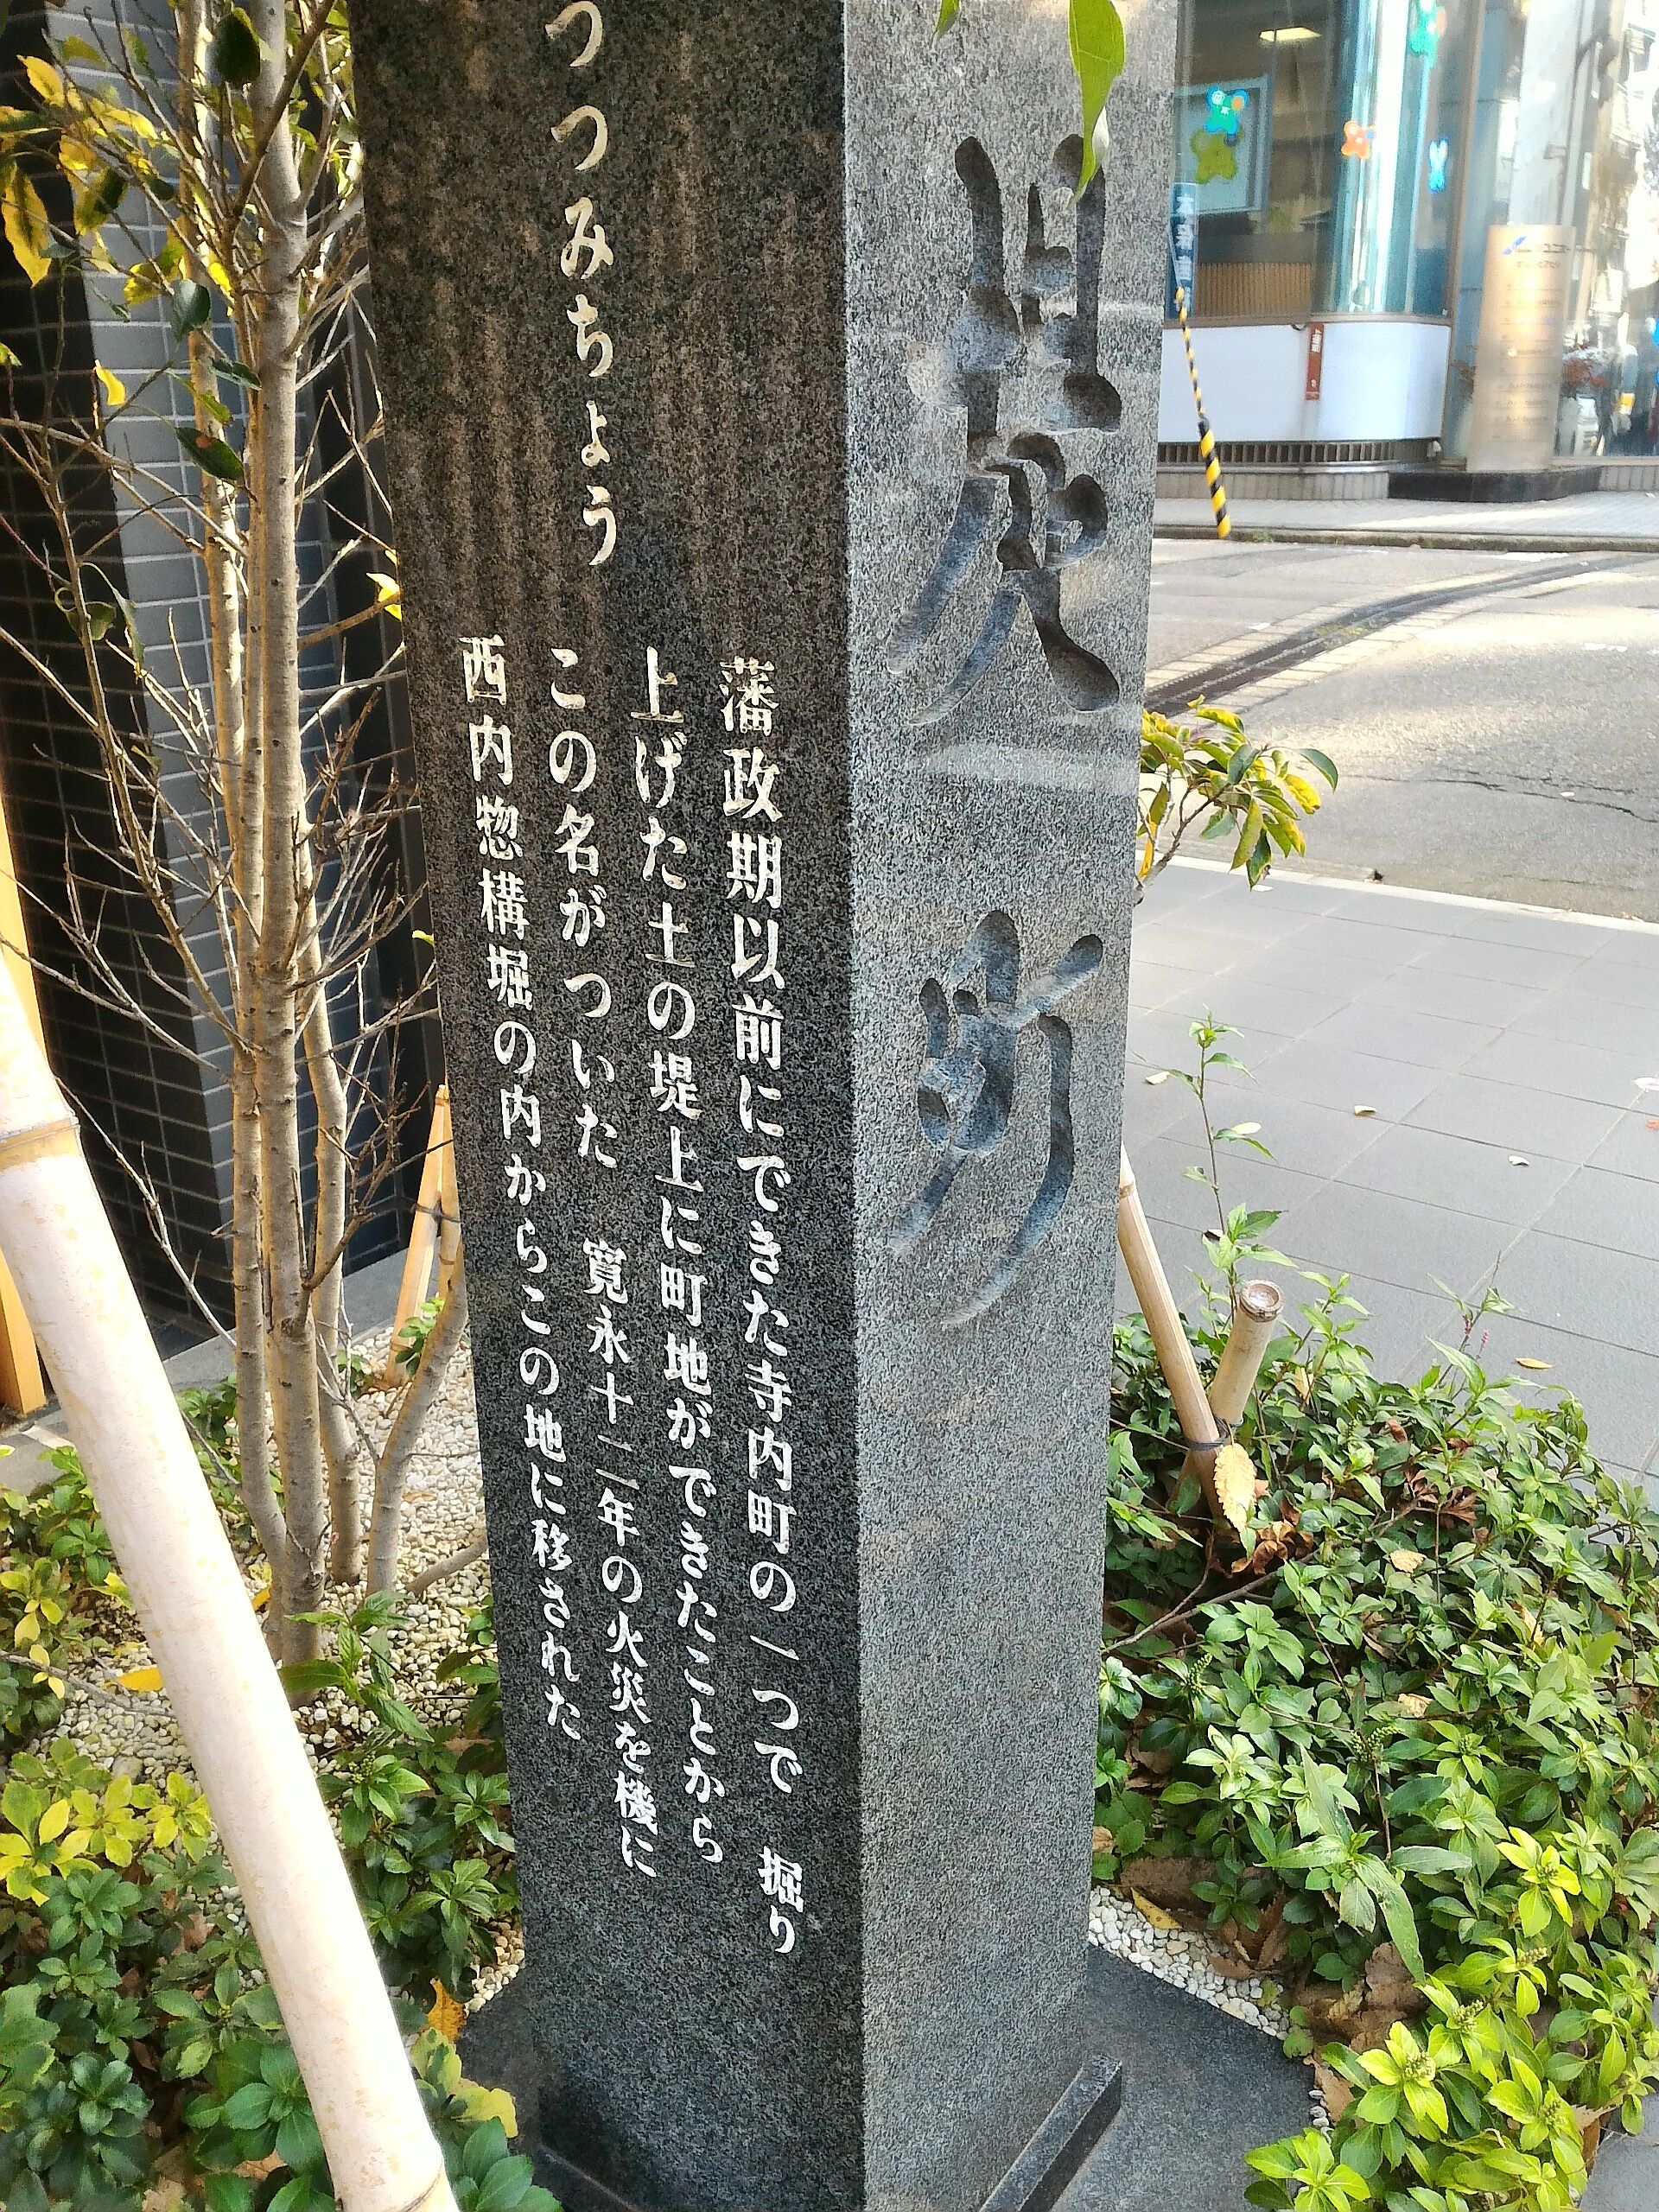 堤町
つつみちょう
藩政期以前にできた寺内町の一つで　掘り
上げた土の堤上に町地ができたことから
この名がついた　寛永十二年の火災を機に
西内惣構堀の内からこの地に移された